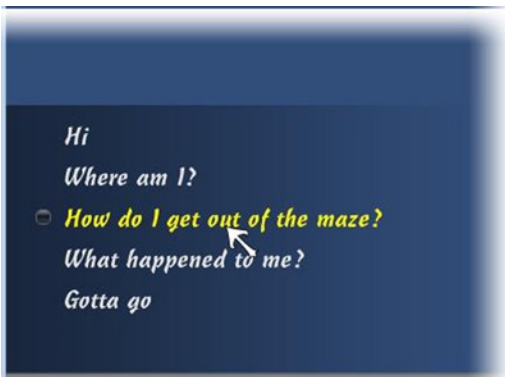 Hi
Where am I?
How do I get out of the maze?
What happened to me?
Gotta go